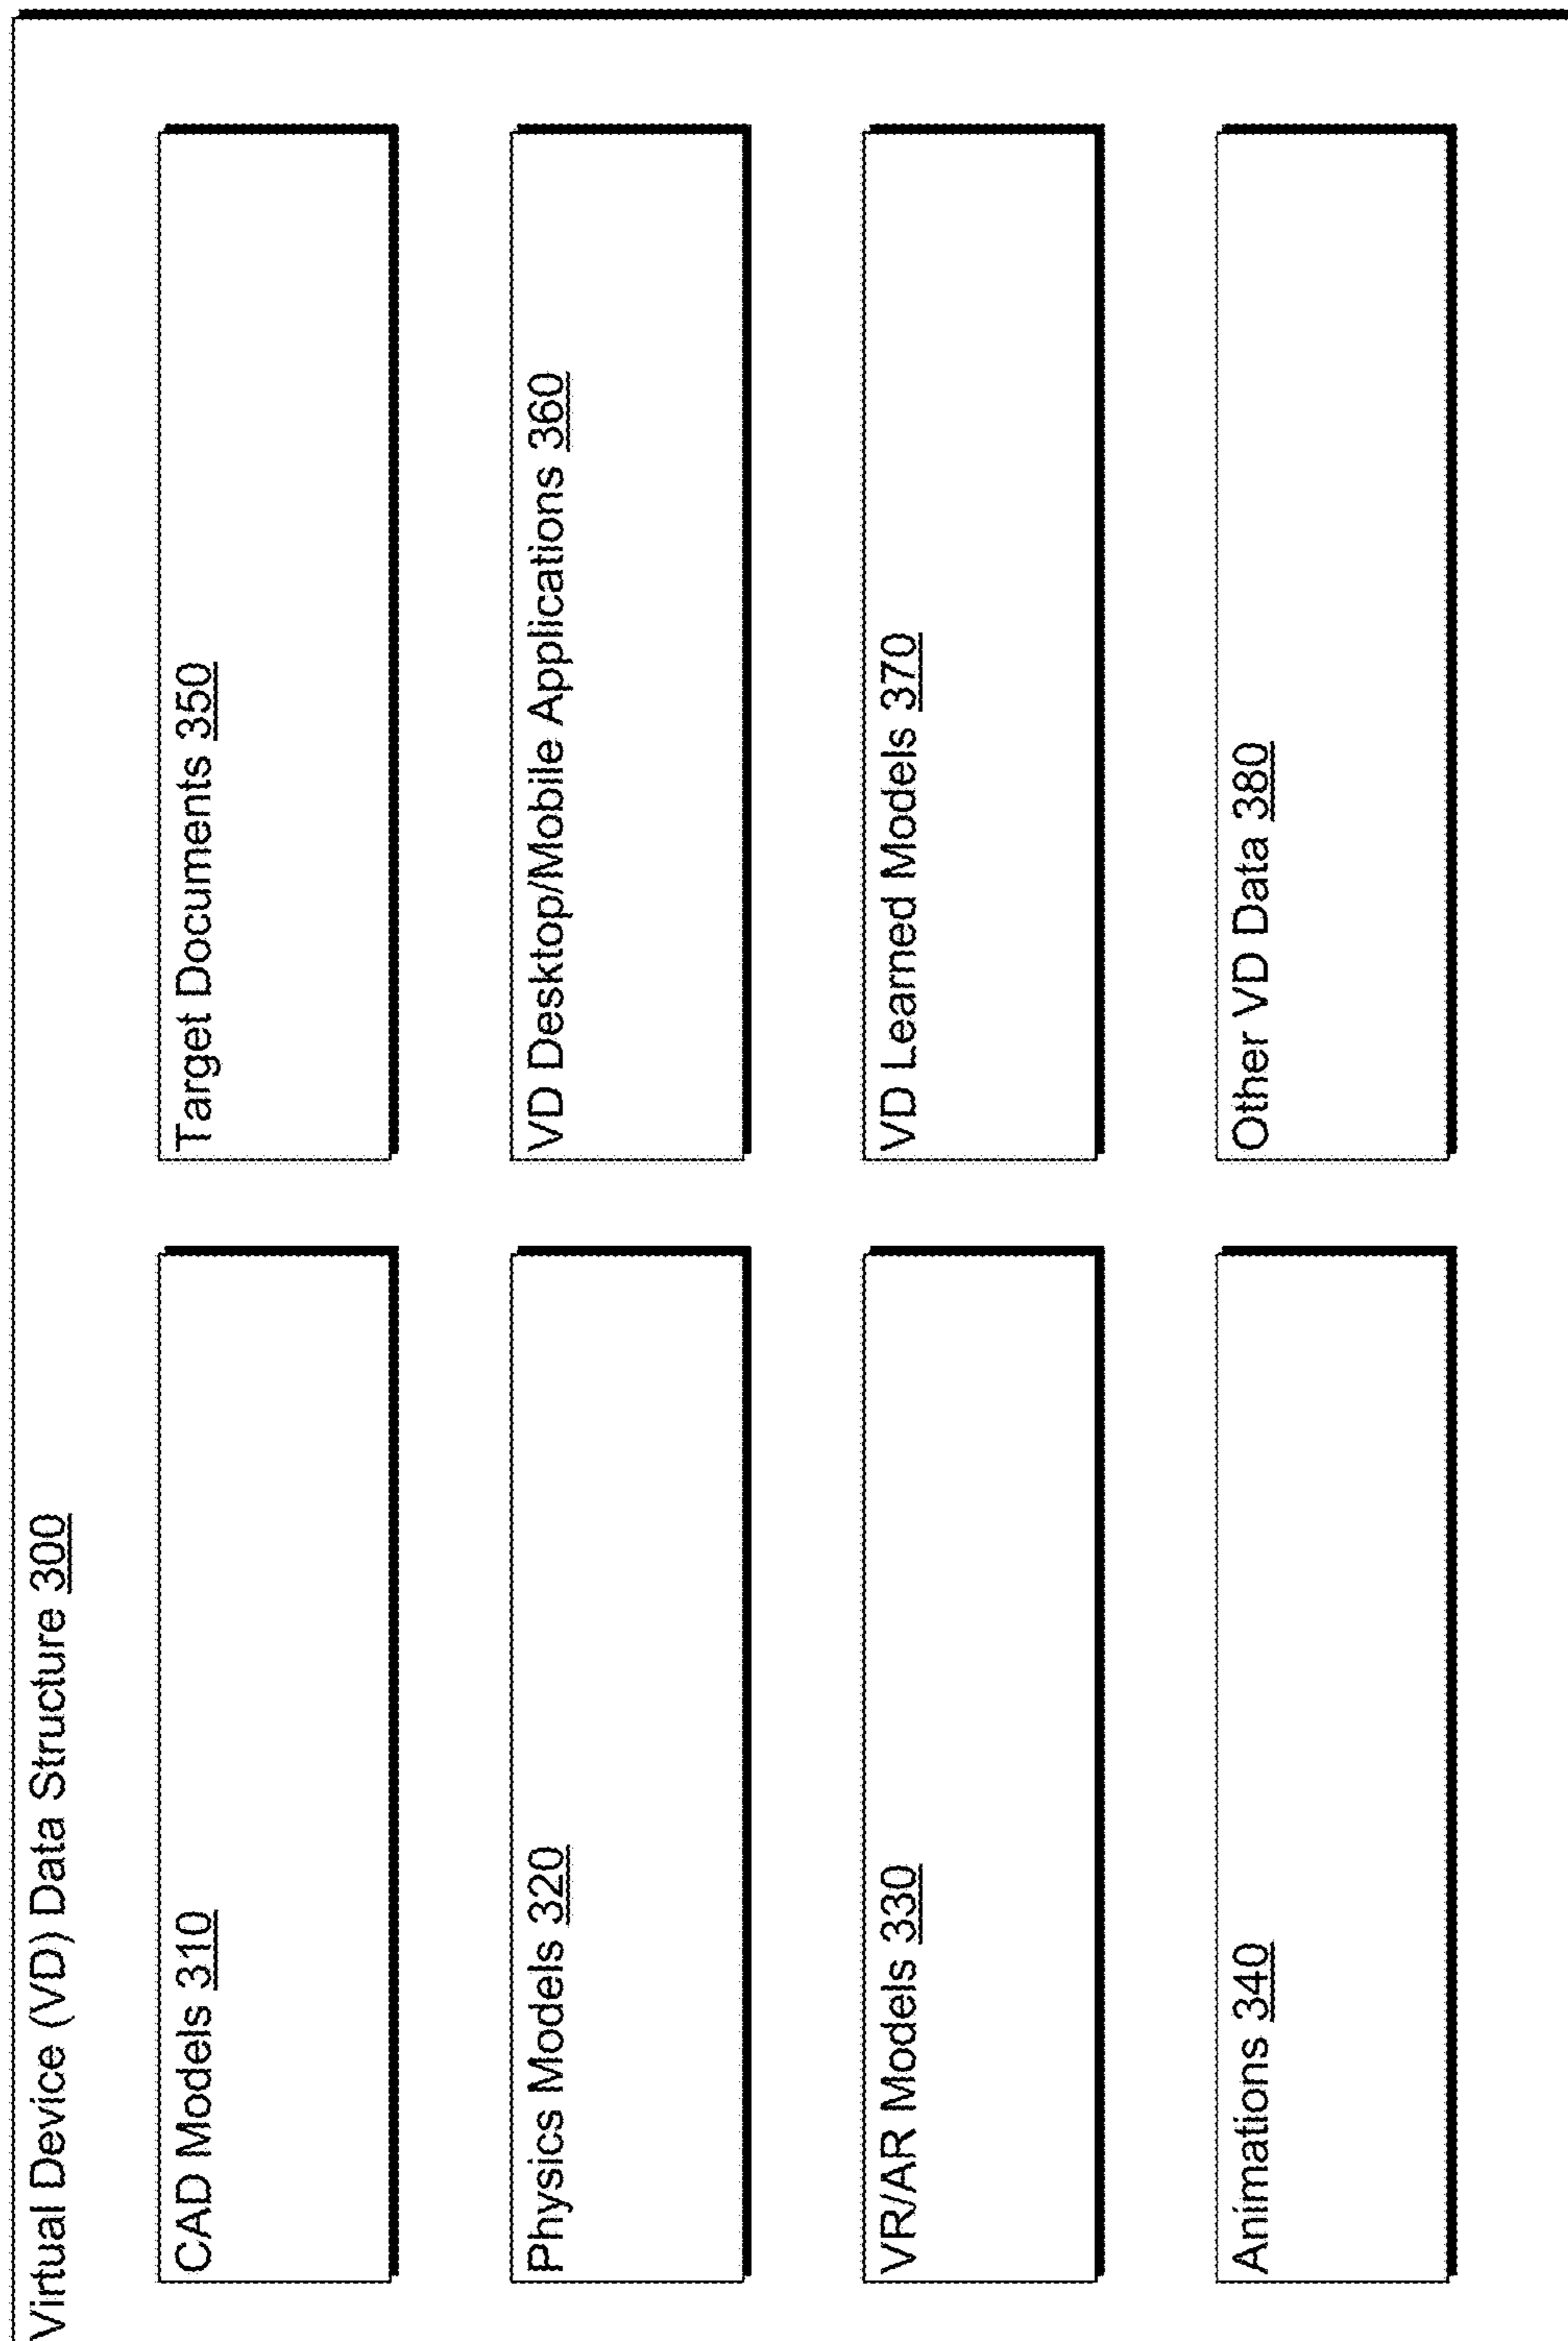 Virtual Device (VD) Data Structure 300
CAD Models 310
Physics Models 320
VR/AR Models 330
Animations 340
Target Documents 350
VD Desktop/Mobile Applications 360
VD Learned Models 370
Other VD Data 380